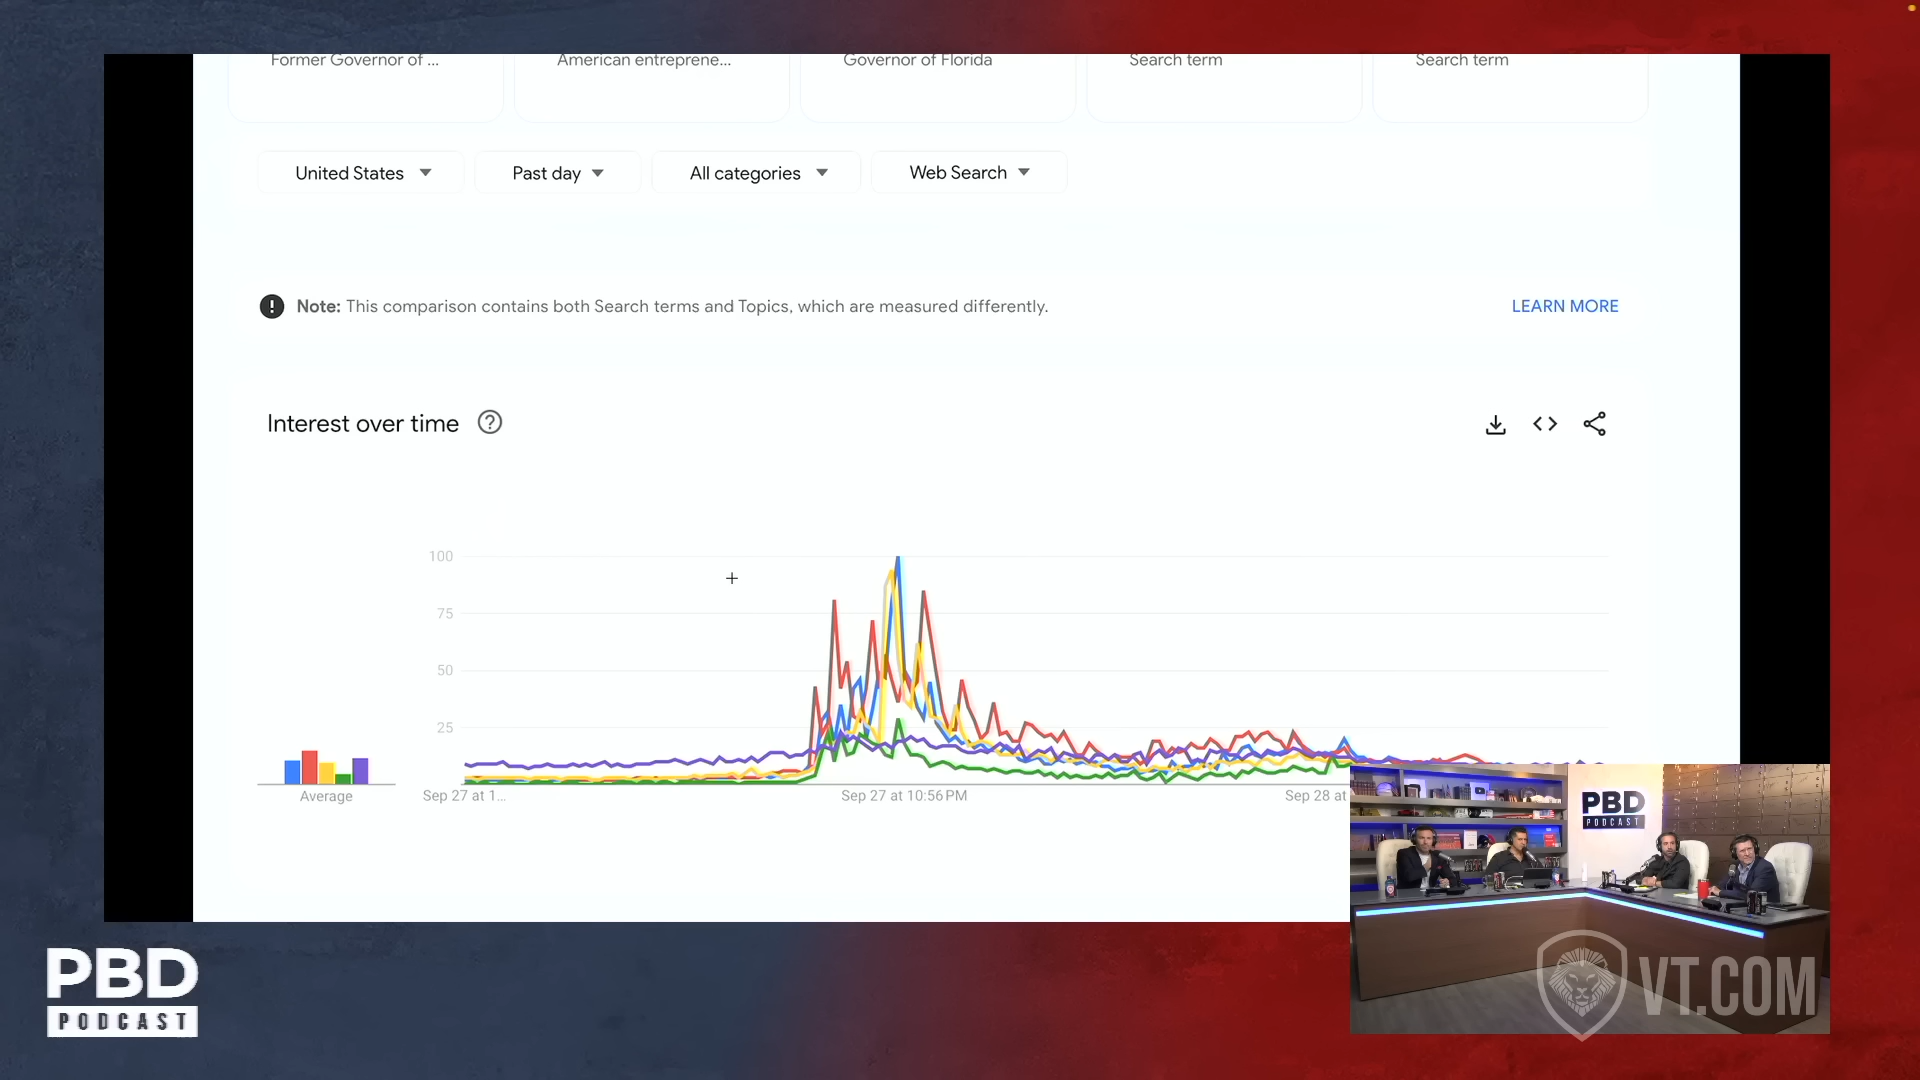 Former Governor of ...
American entreprene...
Governor of Florida
Search term
Search term
United States
Past day
All categories
Web Search
Note: This comparison contains both Search terms and Topics, which are measured differently.
LEARN MORE
Interest over time
100
75
50
25
Average
Sep 27 at 1...
Sep 27 at 10:56 PM
Sep 28 at
PBD
PODCAST
PBD
PODCAST
VT.COM